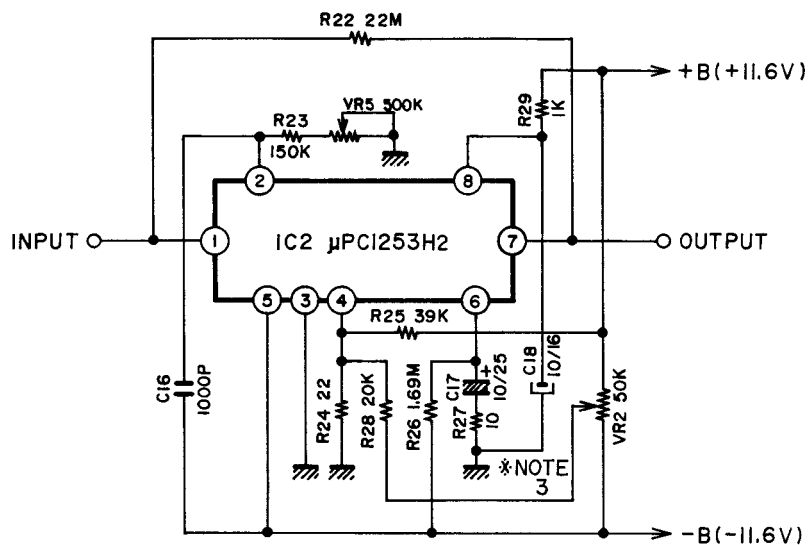 R22 22M
+B(+11.6V)
R29
1K
VR5 500K
R23
150K
2
8
INPUT
1
IC2 µPC1253H2
7
OUTPUT
5
3
4
6
R25 39K
C16
1000P
R24 22
R28 20K
R26 1.69M
C17
+
10/25
R27
10
C18
10/16
VR2 50K
※NOTE
3
-B(-11.6V)